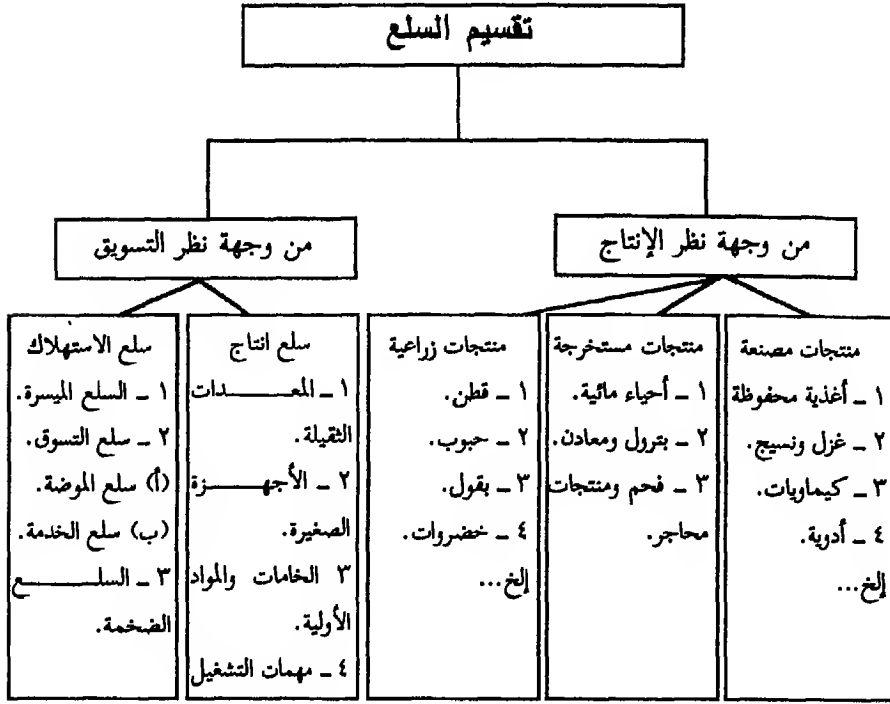 تقسيم السلع
من وجهة نظر الإنتاج
من وجهة نظر التسويق
منتجات مصنعة
١ ـ أغذية محفوظة
٢ ـ غزل ونسيج.
٣ ـ كيماويات.
٤ ـ أدوية.
إلخ...
منتجات مستخرجة
١ ـ أحياء مائية.
٢ ـ بترول ومعادن.
٣ ـ فحم ومنتجات
محاجر.
منتجات زراعية
١ ـ قطن.
٢ ـ حبوب.
٣ ـ بقول.
٤ ـ خضروات.
إلخ...
سلع انتاج
١ ـ المعـــــدات
الثقيلة.
٢ ـ الأجهـــــزة
الصغيرة.
٣ الخامات والمواد
الأولية.
٤ ـ مهمات التشغيل
سلع الاستهلاك
١ ـ السلع الميسرة.
٢ ـ سلع التسوق.
(أ) سلع الموضة.
(ب) سلع الخدمة.
٣ ـ السلـــــع
الضخمة.